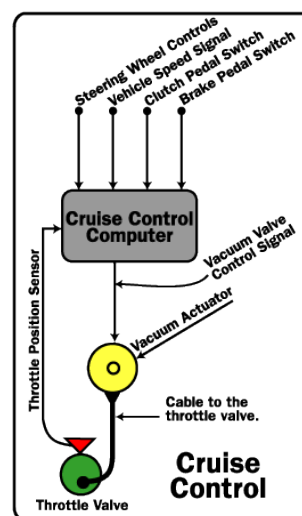 Steering Wheel Controls
Vehicle Speed Signal
Clutch Pedal Switch
Brake Pedal Switch
Cruise Control
Computer
Vacuum Valve
Control Signal
Throttle Position Sensor
Vacuum Actuator
Cable to the
throttle valve.
Throttle Valve
Cruise
Control